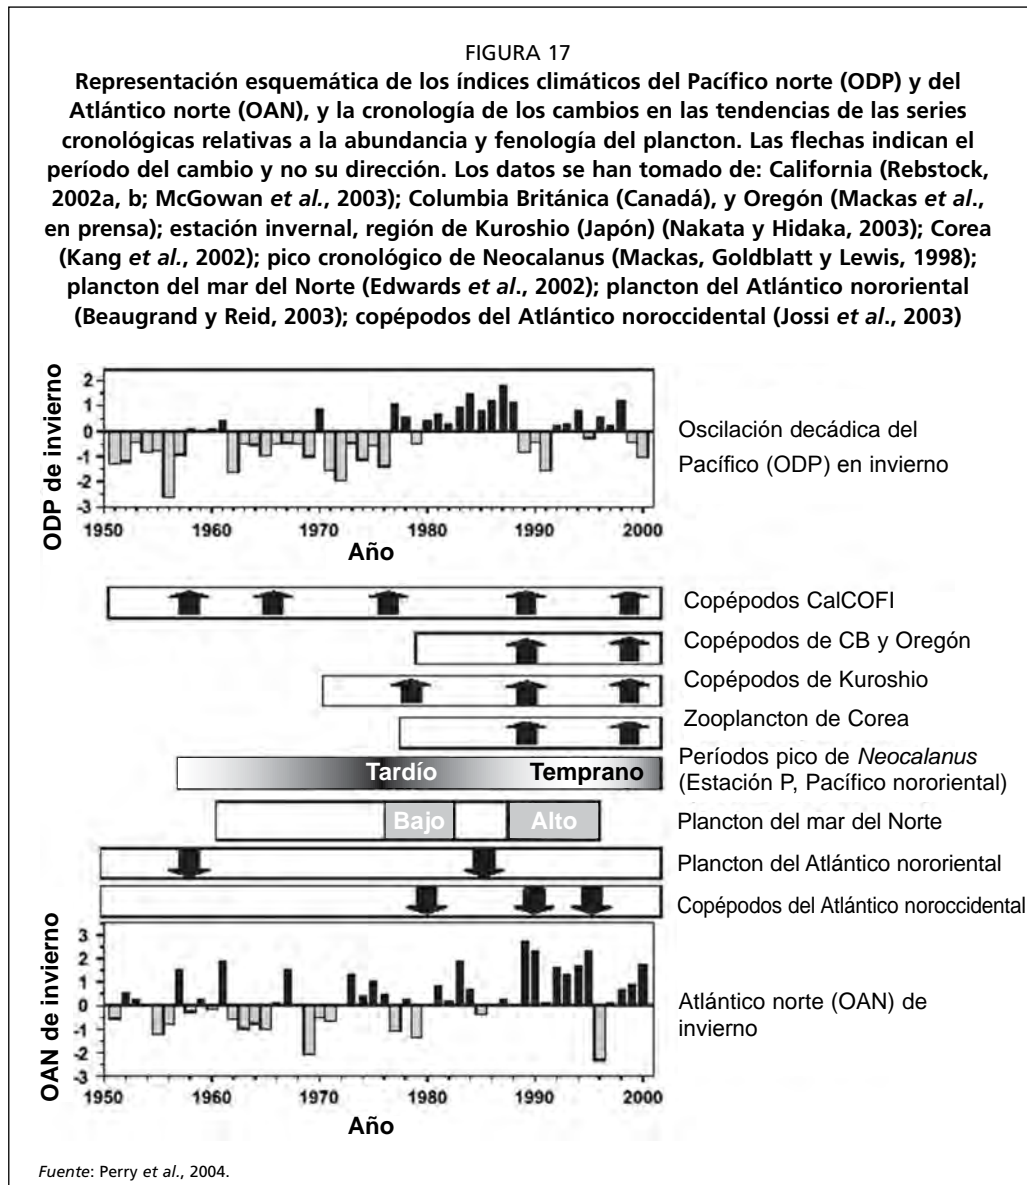 FIGURA 17
Representación esquemática de los índices climáticos del Pacífico norte (ODP) y del
Atlántico norte (OAN), y la cronología de los cambios en las tendencias de las series
cronológicas relativas a la abundancia y fenología del plancton. Las flechas indican el
período del cambio y no su dirección. Los datos se han tomado de: California (Rebstock,
2002a, b; McGowan et al., 2003); Columbia Británica (Canadá), y Oregón (Mackas et al.,
en prensa); estación invernal, región de Kuroshio (Japón) (Nakata y Hidaka, 2003); Corea
(Kang et al., 2002); pico cronológico de Neocalanus (Mackas, Goldblatt y Lewis, 1998);
plancton del mar del Norte (Edwards et al., 2002); plancton del Atlántico nororiental
(Beaugrand y Reid, 2003); copépodos del Atlántico noroccidental (Jossi et al., 2003)
ODP de invierno
2
1
0
-1
-2
-3
1950 1960 1970 1980 1990 2000
Año
Oscilación decádica del
Pacífico (ODP) en invierno
Copépodos CalCOFI
Copépodos de CB y Oregón
Copépodos de Kuroshio
Zooplancton de Corea
Tardío Temprano
Períodos pico de Neocalanus
(Estación P, Pacífico nororiental)
Bajo Alto
Plancton del mar del Norte
Plancton del Atlántico nororiental
Copépodos del Atlántico noroccidental
OAN de invierno
3
2
1
0
-1
-2
-3
1950 1960 1970 1980 1990 2000
Año
Atlántico norte (OAN) de
invierno
Fuente: Perry et al., 2004.